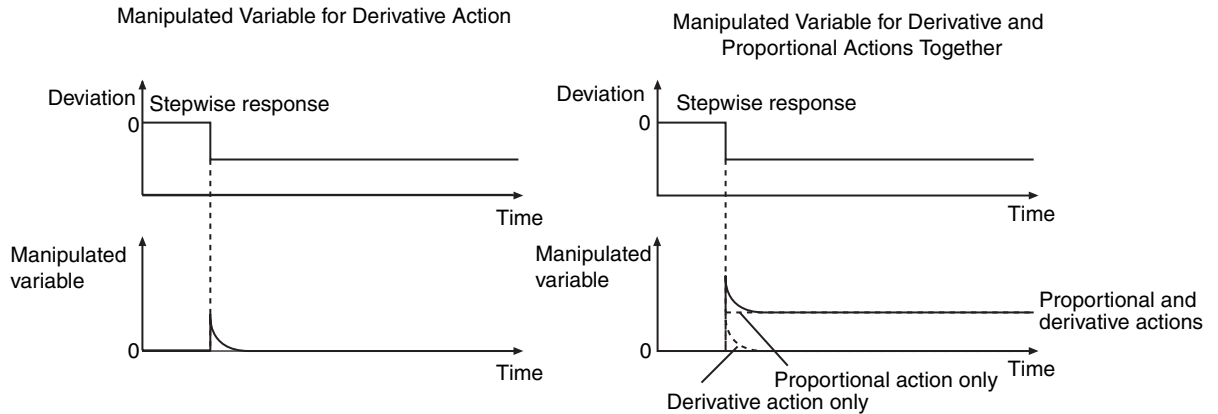 Manipulated Variable for Derivative Action
Deviation
Stepwise response
0
Time
Manipulated
variable
0
Time
Manipulated Variable for Derivative and
Proportional Actions Together
Deviation
Stepwise response
0
Time
Manipulated
variable
Proportional and
derivative actions
0
Time
Proportional action only
Derivative action only